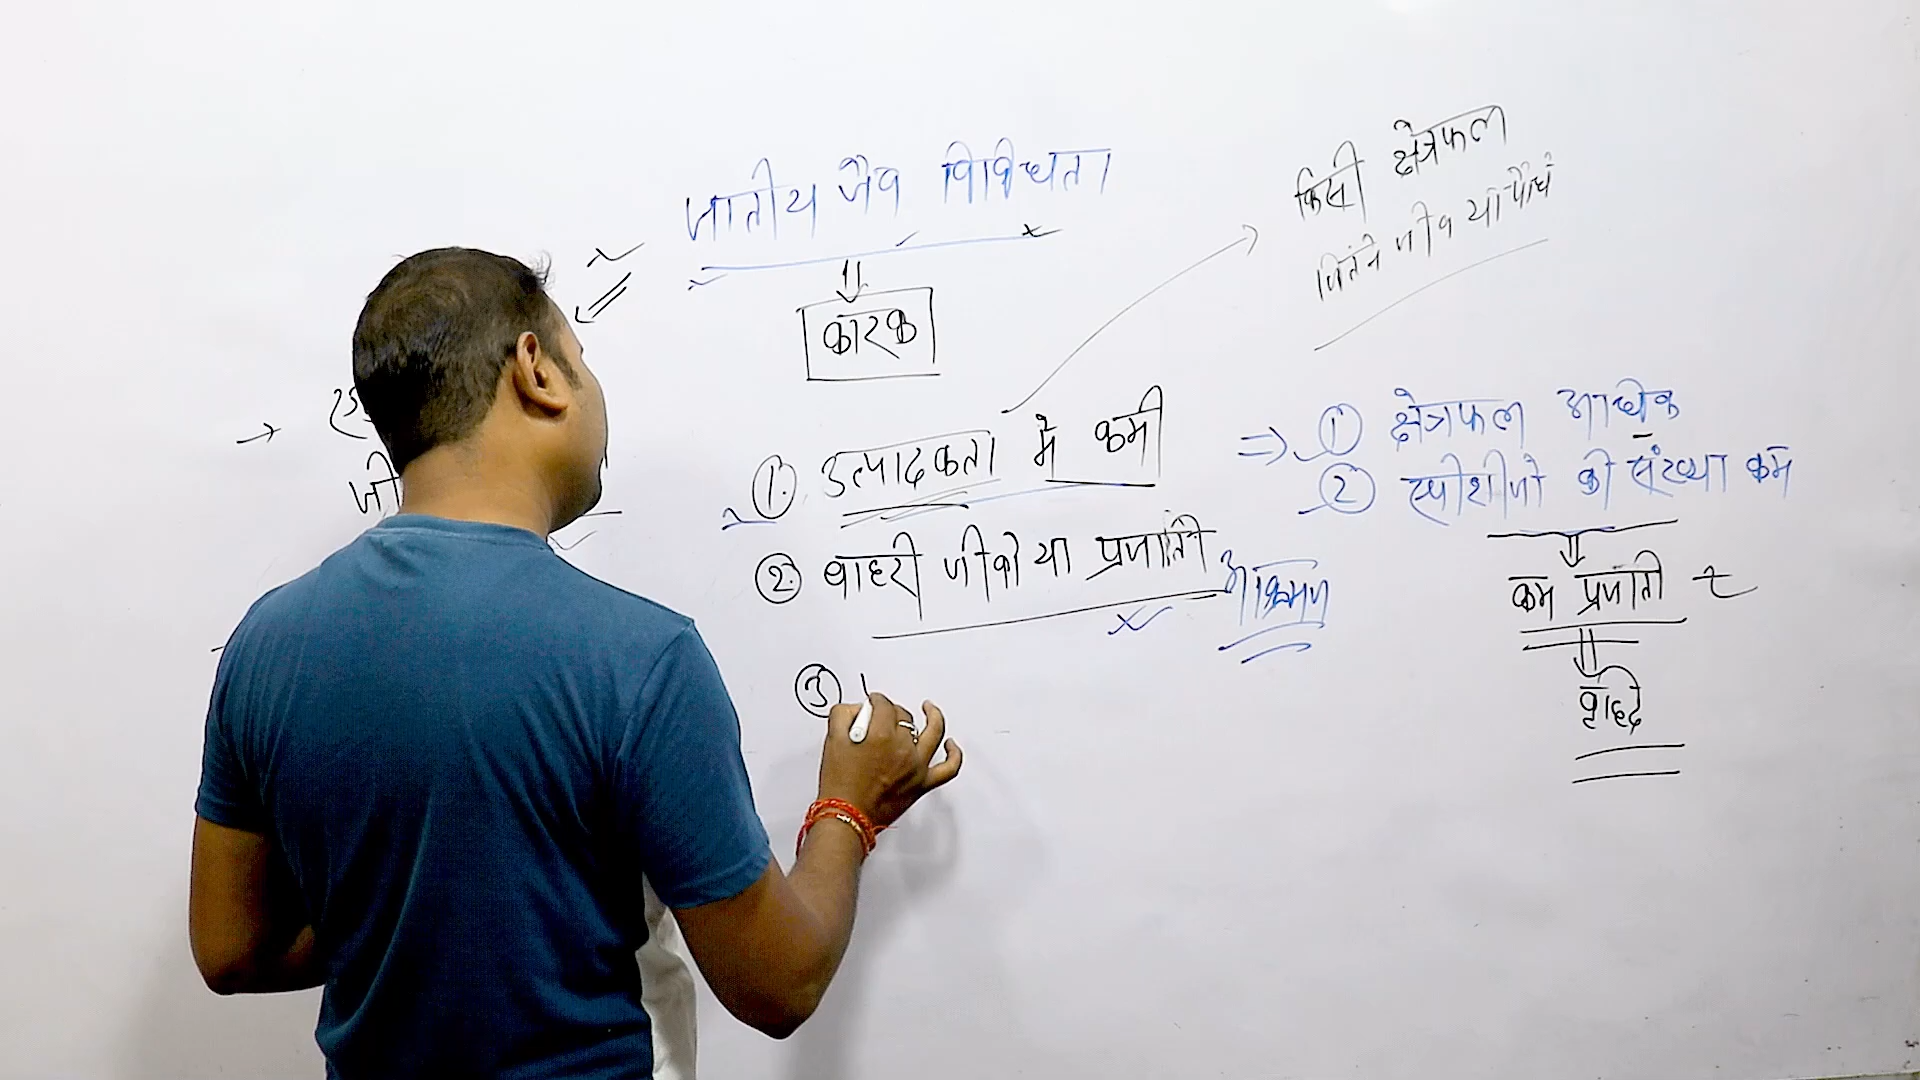 जातीय जैव विविधता
कारक
1. उत्पादकता में कमी
2. बाहरी जीवो या प्रजाति आक्रमण
3
किसी क्षेत्रफल
जितने जीव या पौधे
1 क्षेत्रफल अधिक
2 स्पीशीजो की संख्या कम
कम प्रजाती
वृद्धि